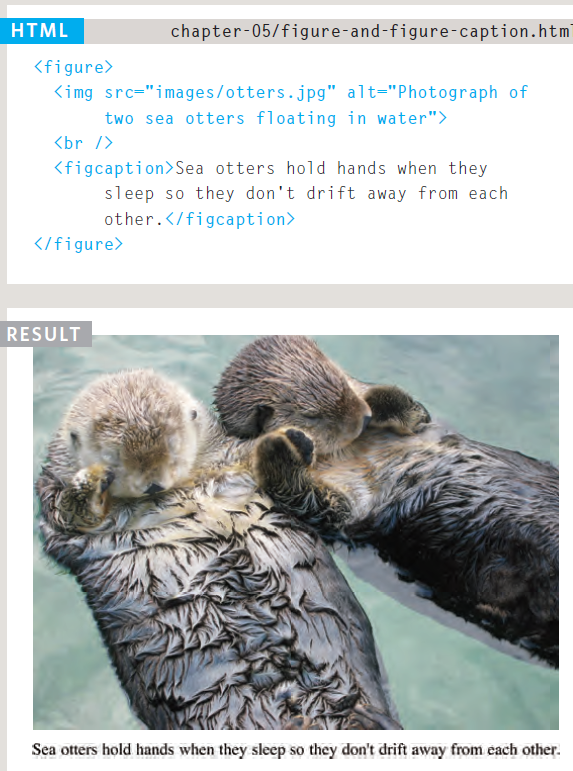 HTML
chapter-05/figure-and-figure-caption.html
<figure>
<img src="images/otters.jpg" alt="Photograph of
two sea otters floating in water">
<br />
<figcaption>Sea otters hold hands when they
sleep so they don't drift away from each
other.</figcaption>
</figure>
RESULT
Sea otters hold hands when they sleep so they don't drift away from each other.